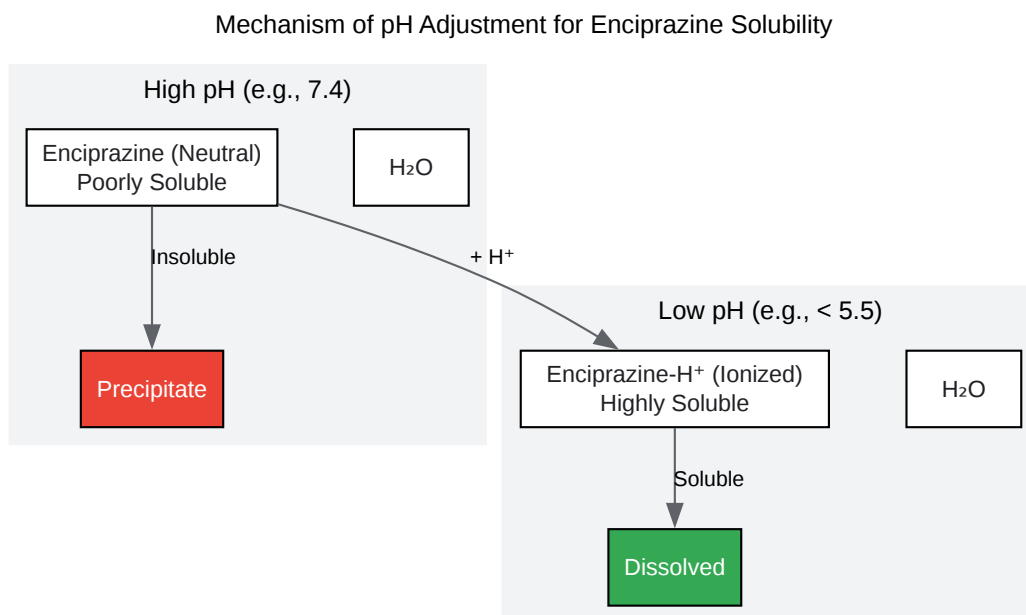 Mechanism of pH Adjustment for Enciprazine Solubility
High pH (e.g., 7.4)
Enciprazine (Neutral)
Poorly Soluble
H₂O
Insoluble
+ H⁺
Precipitate
Low pH (e.g., < 5.5)
Enciprazine-H⁺ (Ionized)
Highly Soluble
H₂O
Soluble
Dissolved